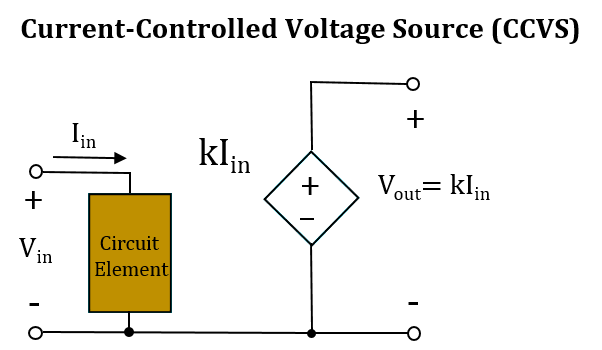 Current-Controlled Voltage Source (CCVS)
Iin
+
Vin
-
Circuit
Element
kIin
+
−
+
Vout= kIin
-